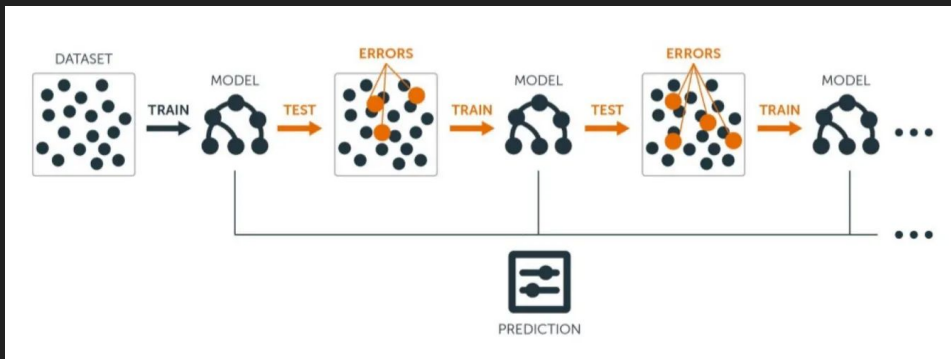 DATASET
TRAIN
MODEL
TEST
ERRORS
TRAIN
MODEL
TEST
ERRORS
TRAIN
MODEL
PREDICTION